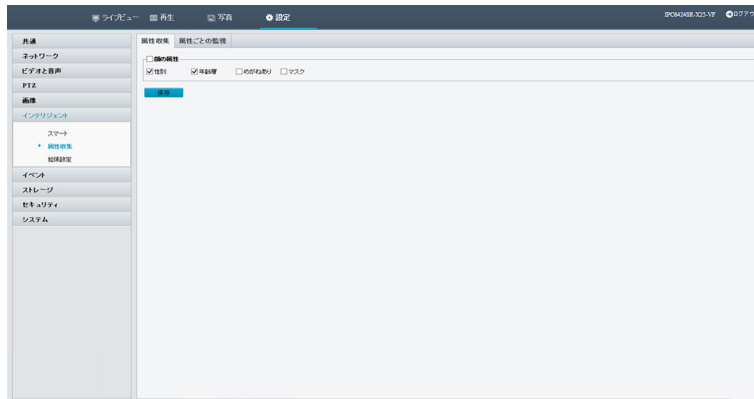 ライブビュー 再生 写真 設定 IPC6424SR-X25-VF ログアウ
共通
ネットワーク
ビデオと音声
PTZ
画像
インテリジェント
スマート
属性収集
拡張設定
イベント
ストレージ
セキュリティ
システム
属性収集 属性ごとの監視
顔の属性
性別 年齢層 めがねあり マスク
保存